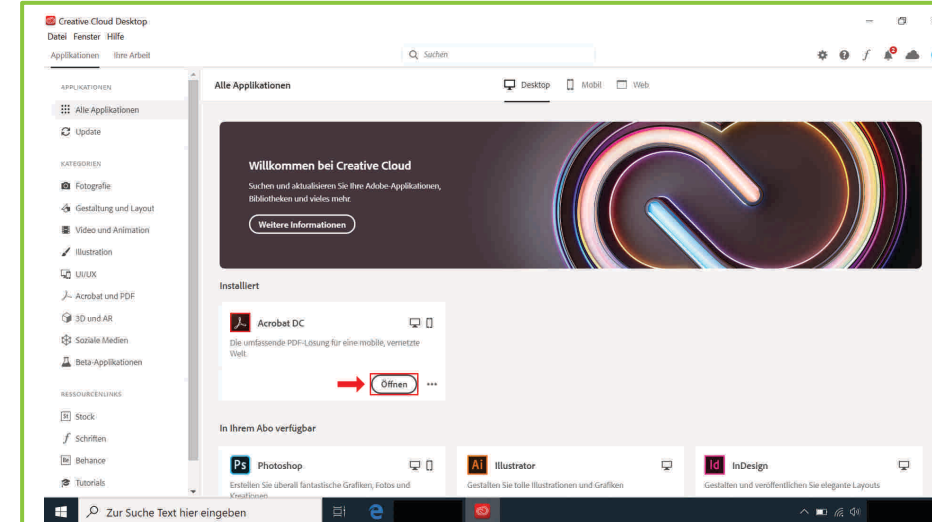 Creative Cloud Desktop
Datei Fenster Hilfe
Applikationen Ihre Arbeit
Suchen
2
APPLIKATIONEN
Alle Applikationen
Update
KATEGORIEN
Fotografie
Gestaltung und Layout
Video und Animation
Illustration
UI/UX
Acrobat und PDF
3D und AR
Soziale Medien
Beta-Applikationen
RESSOURCENLINKS
St Stock
Schriften
Be Behance
Tutorials
Alle Applikationen
Desktop Mobil Web
Willkommen bei Creative Cloud
Suchen und aktualisieren Sie Ihre Adobe-Applikationen,
Bibliotheken und vieles mehr.
Weitere Informationen
Installiert
Acrobat DC
Die umfassende PDF-Lösung für eine mobile, vernetzte
Welt.
Öffnen
In Ihrem Abo verfügbar
Ps Photoshop
Erstellen Sie überall fantastische Grafiken, Fotos und
Kreationen
Ai Illustrator
Gestalten Sie tolle Illustrationen und Grafiken
Id InDesign
Gestalten und veröffentlichen Sie elegante Layouts
Zur Suche Text hier eingeben